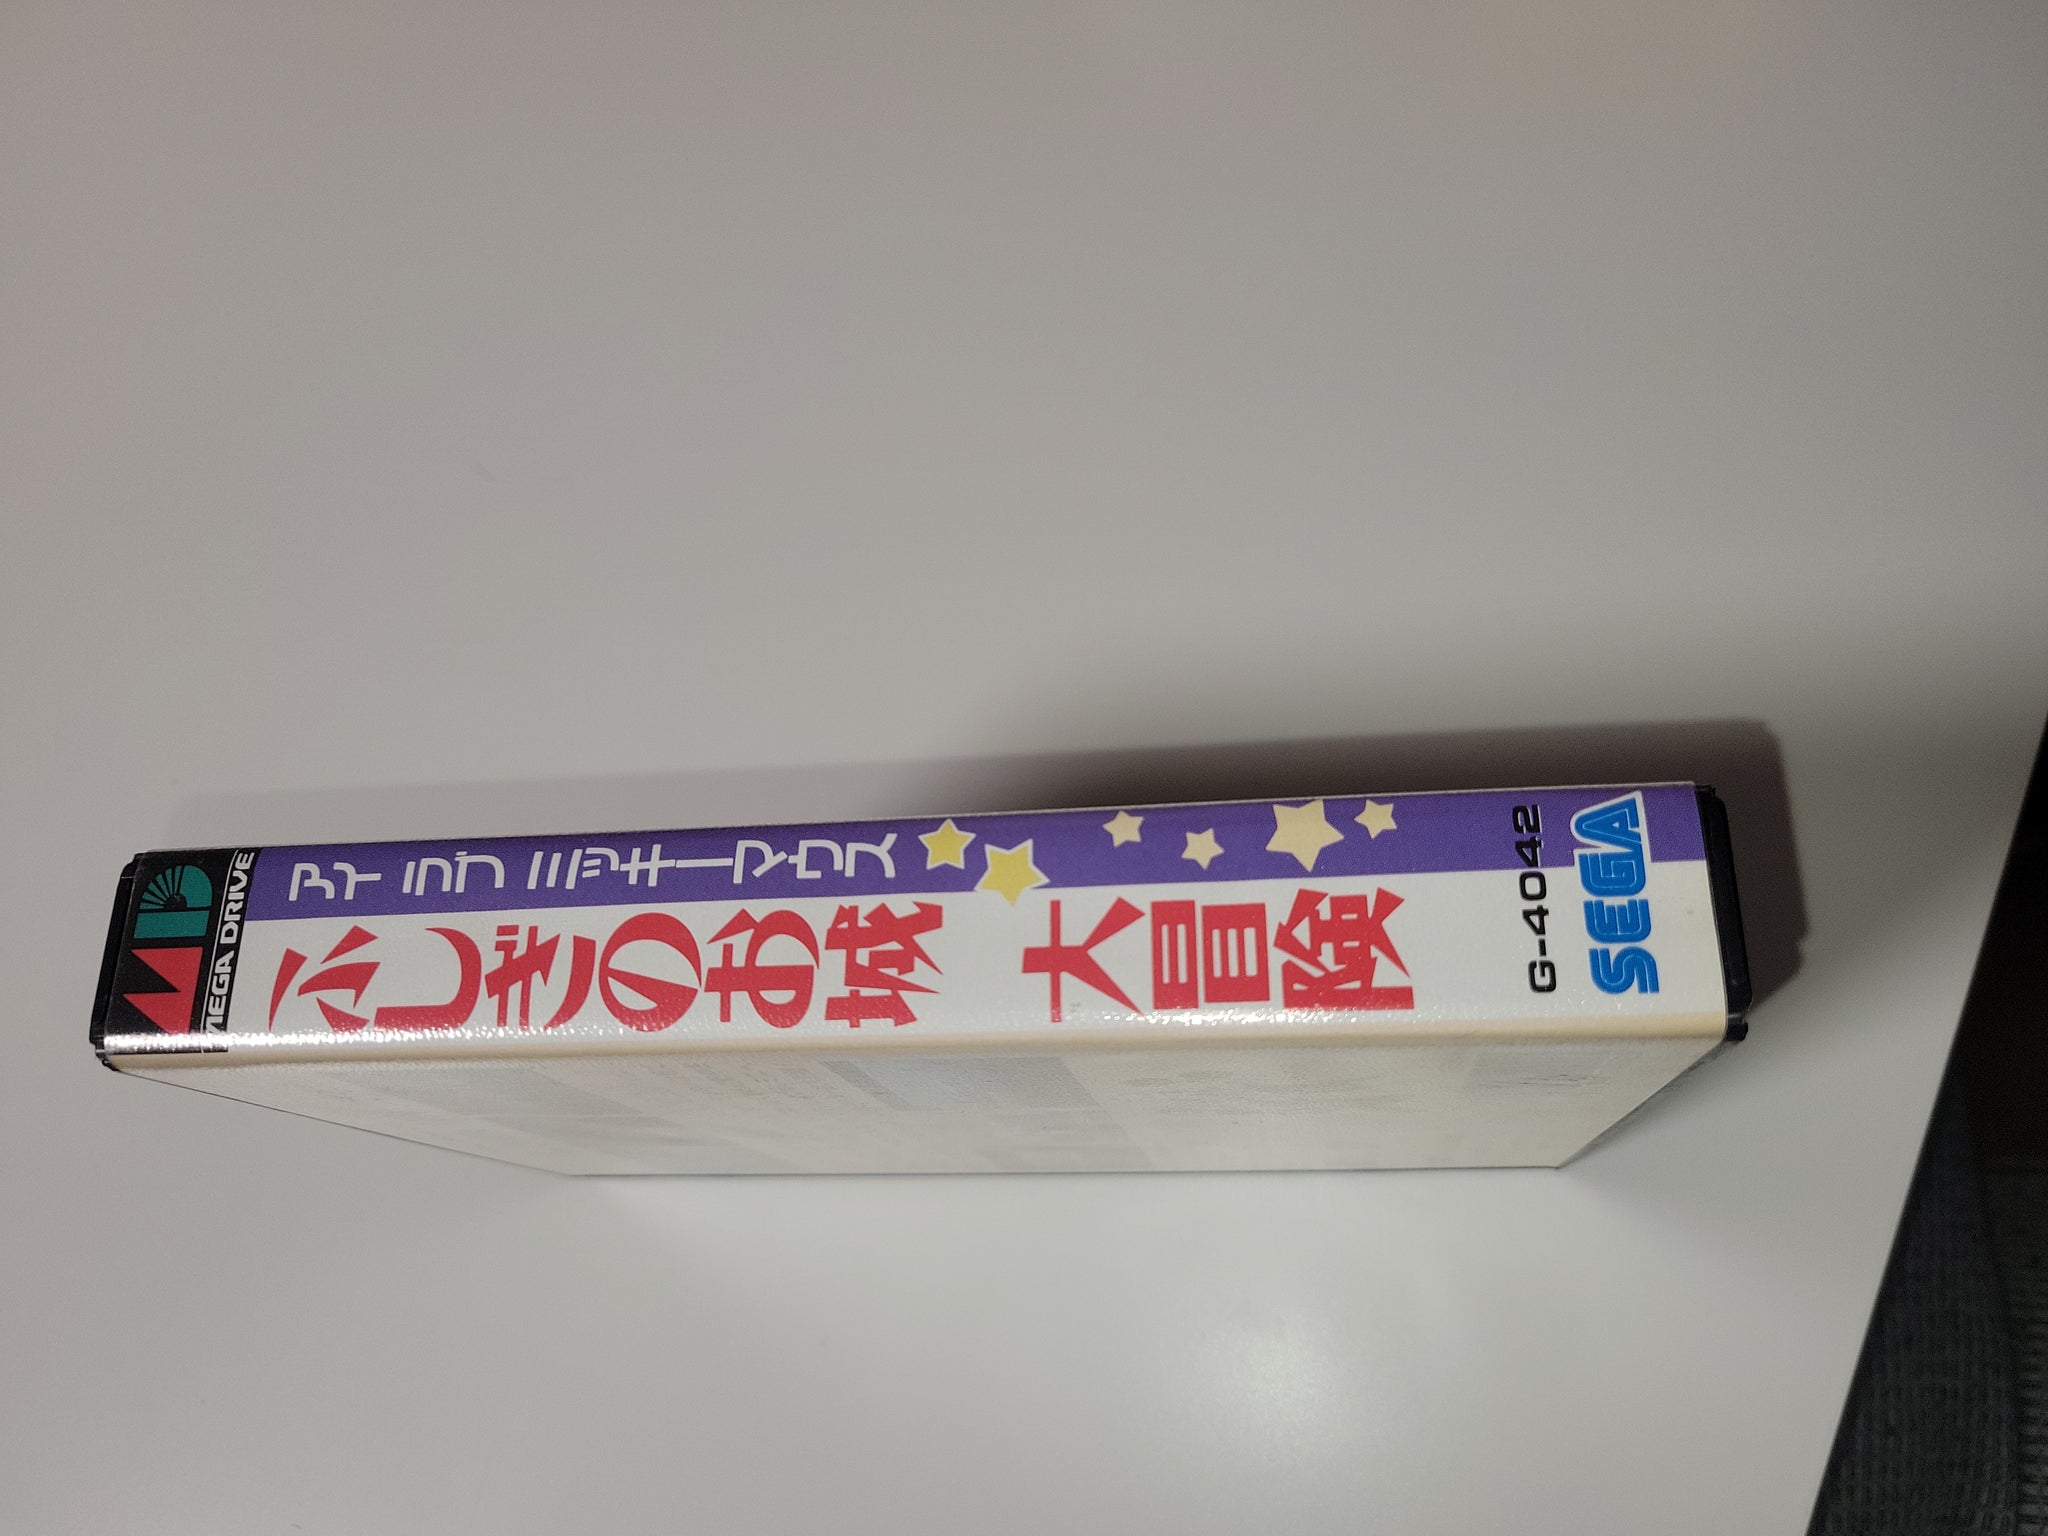 MD
MEGA DRIVE
アイ ラブ ミッキーマウス
ふしぎのお城 大冒険
G-4042
SEGA